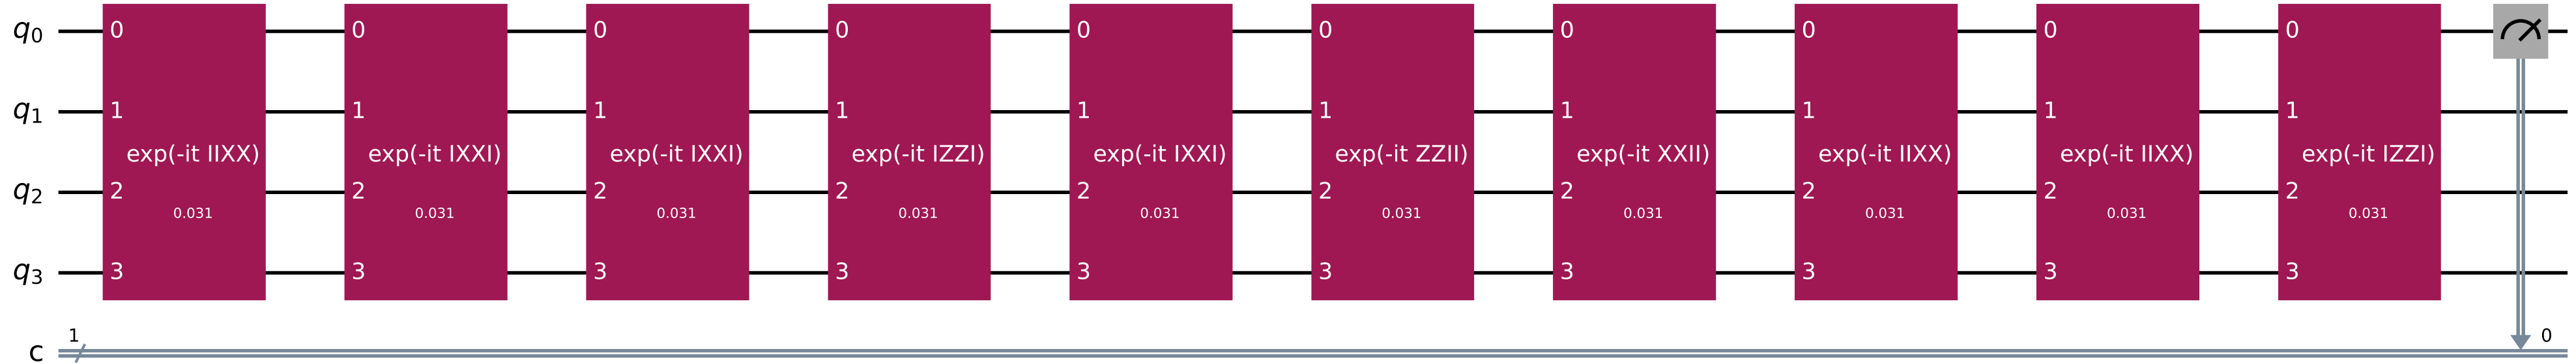 q0 0 0 0 0 0 0 0 0 0 0
q1 1 1 1 1 1 1 1 1 1 1
exp(-it IIXX) exp(-it IXXI) exp(-it IXXI) exp(-it IZZI) exp(-it IXXI) exp(-it ZZII) exp(-it XXII) exp(-it IIXX) exp(-it IIXX) exp(-it IZZI)
q2 2 2 2 2 2 2 2 2 2 2
0.031 0.031 0.031 0.031 0.031 0.031 0.031 0.031 0.031 0.031
q3 3 3 3 3 3 3 3 3 3 3
1 0
c